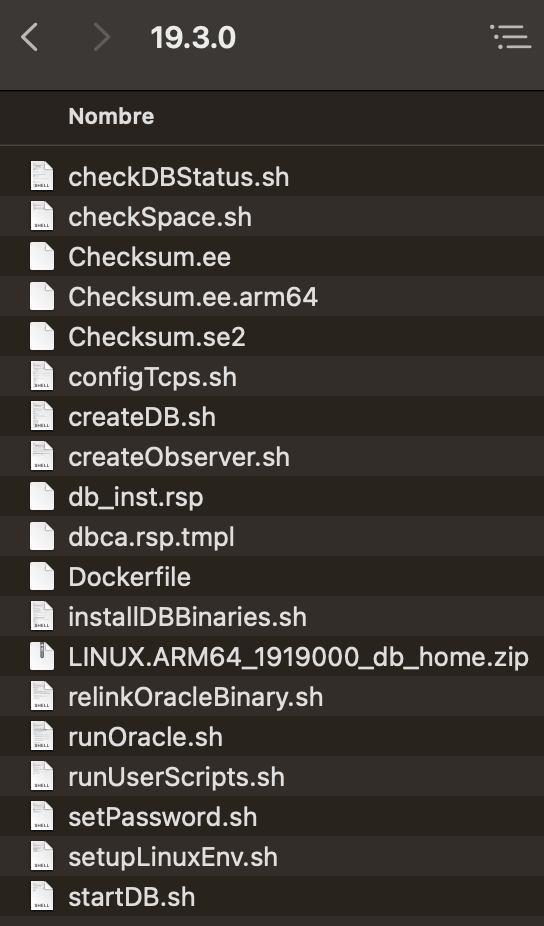 19.3.0
Nombre
checkDBStatus.sh
checkSpace.sh
Checksum.ee
Checksum.ee.arm64
Checksum.se2
configTcps.sh
createDB.sh
createObserver.sh
db_inst.rsp
dbca.rsp.tmpl
Dockerfile
installDBBinaries.sh
LINUX.ARM64_1919000_db_home.zip
relinkOracleBinary.sh
runOracle.sh
runUserScripts.sh
setPassword.sh
setupLinuxEnv.sh
startDB.sh